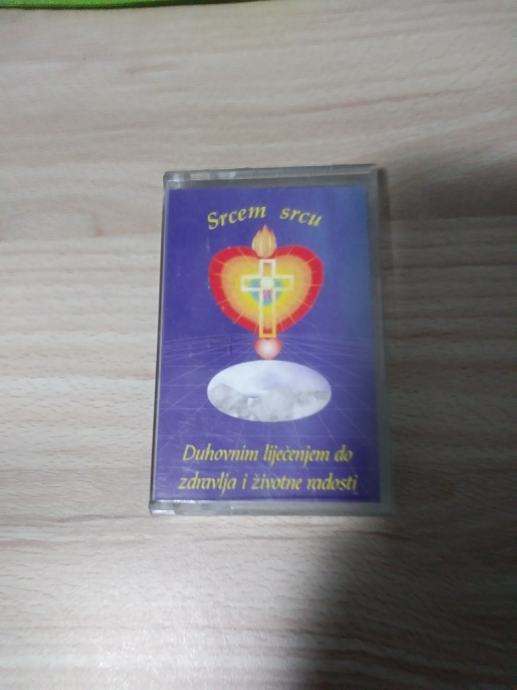 Srcem srcu
Duhovnim liječenjem do
zdravlja i životne radosti